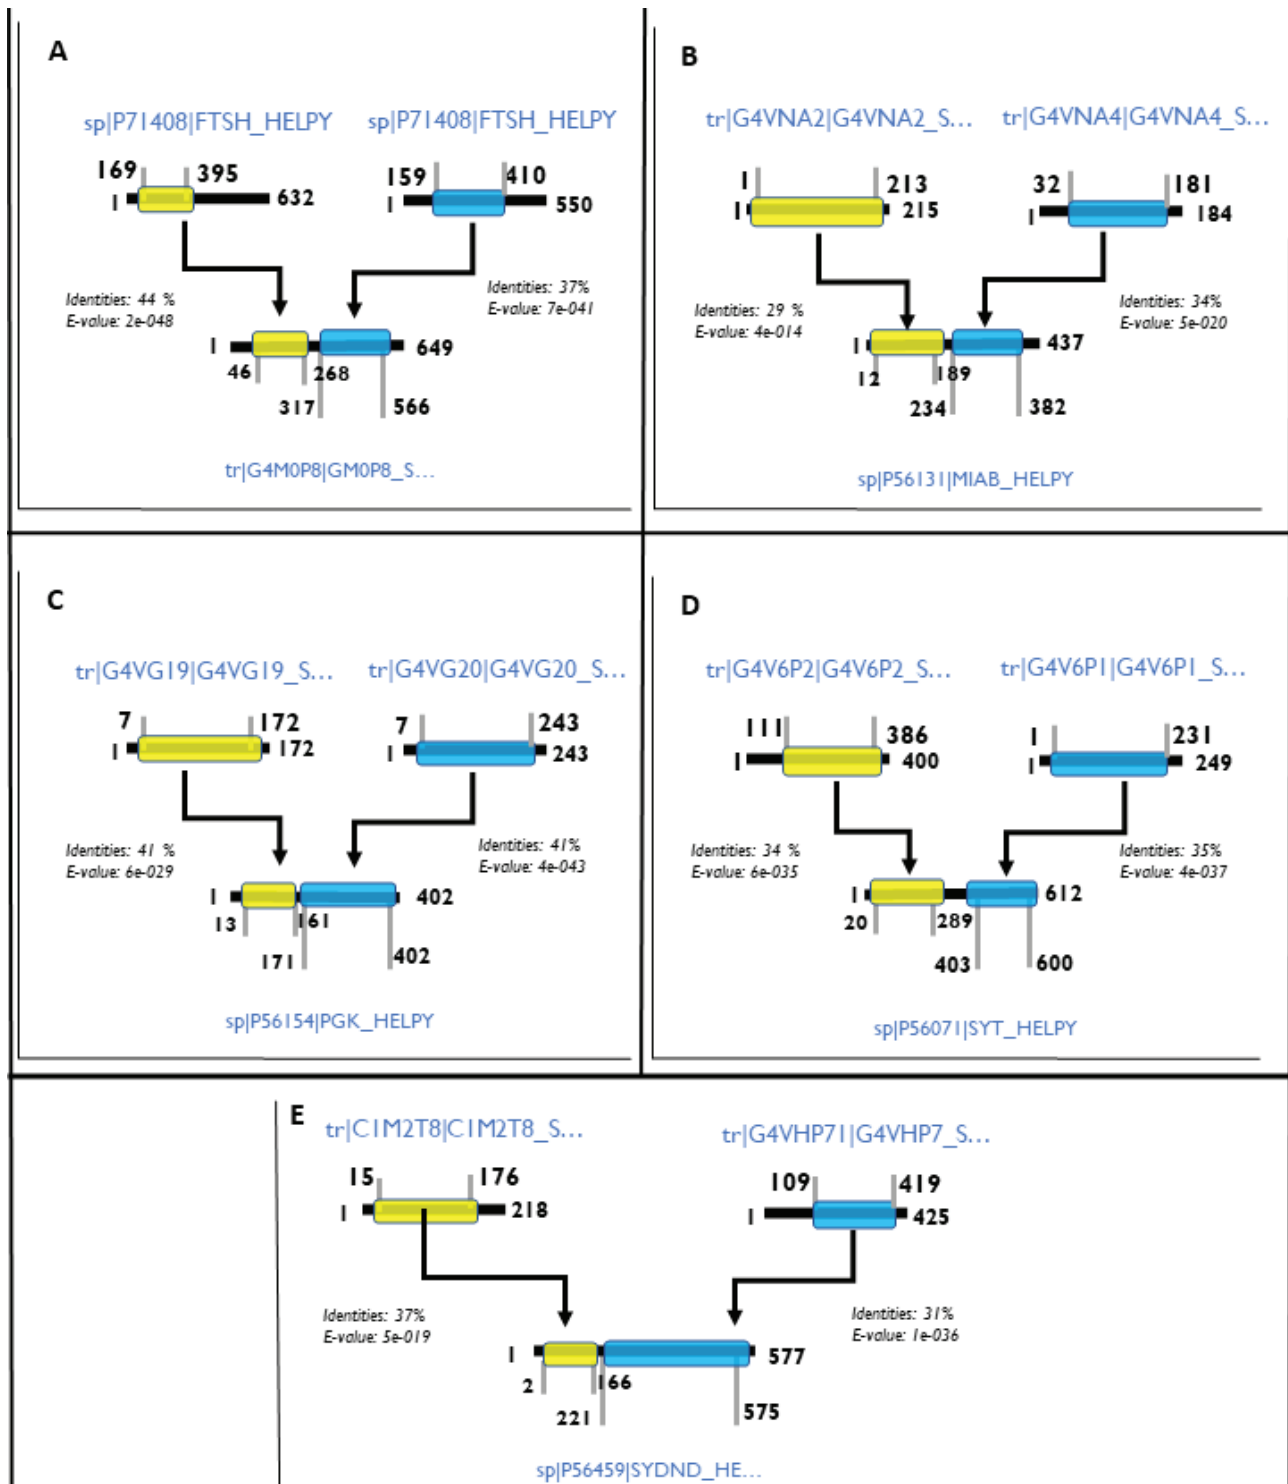 A
sp|P71408|FTSH_HELPY sp|P71408|FTSH_HELPY
169 395 159 410
1 632 1 550
Identities: 44 %
E-value: 2e-048
Identities: 37%
E-value: 7e-041
1 649
46 268
317 566
tr|G4M0P8|GM0P8_S...
B
tr|G4VNA2|G4VNA2_S... tr|G4VNA4|G4VNA4_S...
1 213 32 181
1 215 1 184
Identities: 29 %
E-value: 4e-014
Identities: 34%
E-value: 5e-020
1 437
12 189
234 382
sp|P56131|MIAB_HELPY
C
tr|G4VG19|G4VG19_S... tr|G4VG20|G4VG20_S...
7 172 7 243
1 172 1 243
Identities: 41 %
E-value: 6e-029
Identities: 41%
E-value: 4e-043
1 402
13 161
171 402
sp|P56154|PGK_HELPY
D
tr|G4V6P2|G4V6P2_S... tr|G4V6P1|G4V6P1_S...
111 386 1 231
1 400 1 249
Identities: 34 %
E-value: 6e-035
Identities: 35%
E-value: 4e-037
1 612
20 289
403 600
sp|P56071|SYT_HELPY
E
tr|C1M2T8|C1M2T8_S... tr|G4VHP71|G4VHP7_S...
15 176 109 419
1 218 1 425
Identities: 37%
E-value: 5e-019
Identities: 31%
E-value: 1e-036
1 577
2 166
221 575
sp|P56459|SYDND_HE...